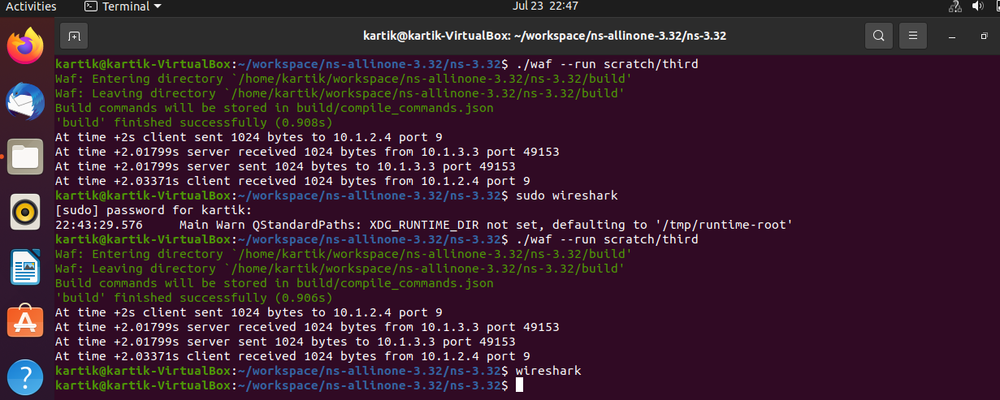 Activities
Terminal
Jul 23 22:47
kartik@kartik-VirtualBox: ~/workspace/ns-allinone-3.32/ns-3.32
kartik@kartik-VirtualBox:~/workspace/ns-allinone-3.32/ns-3.32$ ./waf --run scratch/third
Waf: Entering directory `/home/kartik/workspace/ns-allinone-3.32/ns-3.32/build'
Waf: Leaving directory `/home/kartik/workspace/ns-allinone-3.32/ns-3.32/build'
Build commands will be stored in build/compile_commands.json
'build' finished successfully (0.908s)
At time +2s client sent 1024 bytes to 10.1.2.4 port 9
At time +2.01799s server received 1024 bytes from 10.1.3.3 port 49153
At time +2.01799s server sent 1024 bytes to 10.1.3.3 port 49153
At time +2.03371s client received 1024 bytes from 10.1.2.4 port 9
kartik@kartik-VirtualBox:~/workspace/ns-allinone-3.32/ns-3.32$ sudo wireshark
[sudo] password for kartik:
22:43:29.576     Main Warn QStandardPaths: XDG_RUNTIME_DIR not set, defaulting to '/tmp/runtime-root'
kartik@kartik-VirtualBox:~/workspace/ns-allinone-3.32/ns-3.32$ ./waf --run scratch/third
Waf: Entering directory `/home/kartik/workspace/ns-allinone-3.32/ns-3.32/build'
Waf: Leaving directory `/home/kartik/workspace/ns-allinone-3.32/ns-3.32/build'
Build commands will be stored in build/compile_commands.json
'build' finished successfully (0.906s)
At time +2s client sent 1024 bytes to 10.1.2.4 port 9
At time +2.01799s server received 1024 bytes from 10.1.3.3 port 49153
At time +2.01799s server sent 1024 bytes to 10.1.3.3 port 49153
At time +2.03371s client received 1024 bytes from 10.1.2.4 port 9
kartik@kartik-VirtualBox:~/workspace/ns-allinone-3.32/ns-3.32$ wireshark
kartik@kartik-VirtualBox:~/workspace/ns-allinone-3.32/ns-3.32$